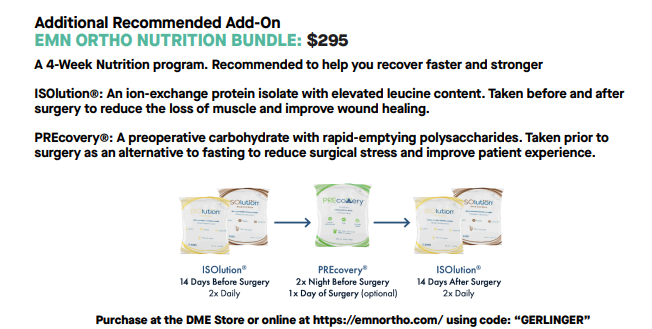 Additional Recommended Add-On
EMN ORTHO NUTRITION BUNDLE: $295
A 4-Week Nutrition program. Recommended to help you recover faster and stronger
ISOlution®: An ion-exchange protein isolate with elevated leucine content. Taken before and after
surgery to reduce the loss of muscle and improve wound healing.
PREcovery®: A preoperative carbohydrate with rapid-emptying polysaccharides. Taken prior to
surgery as an alternative to fasting to reduce surgical stress and improve patient experience.
ISOlution®
14 Days Before Surgery
2x Daily
PREcovery®
2x Night Before Surgery
1x Day of Surgery (optional)
ISOlution®
14 Days After Surgery
2x Daily
Purchase at the DME Store or online at https://emnortho.com/ using code: “GERLINGER”